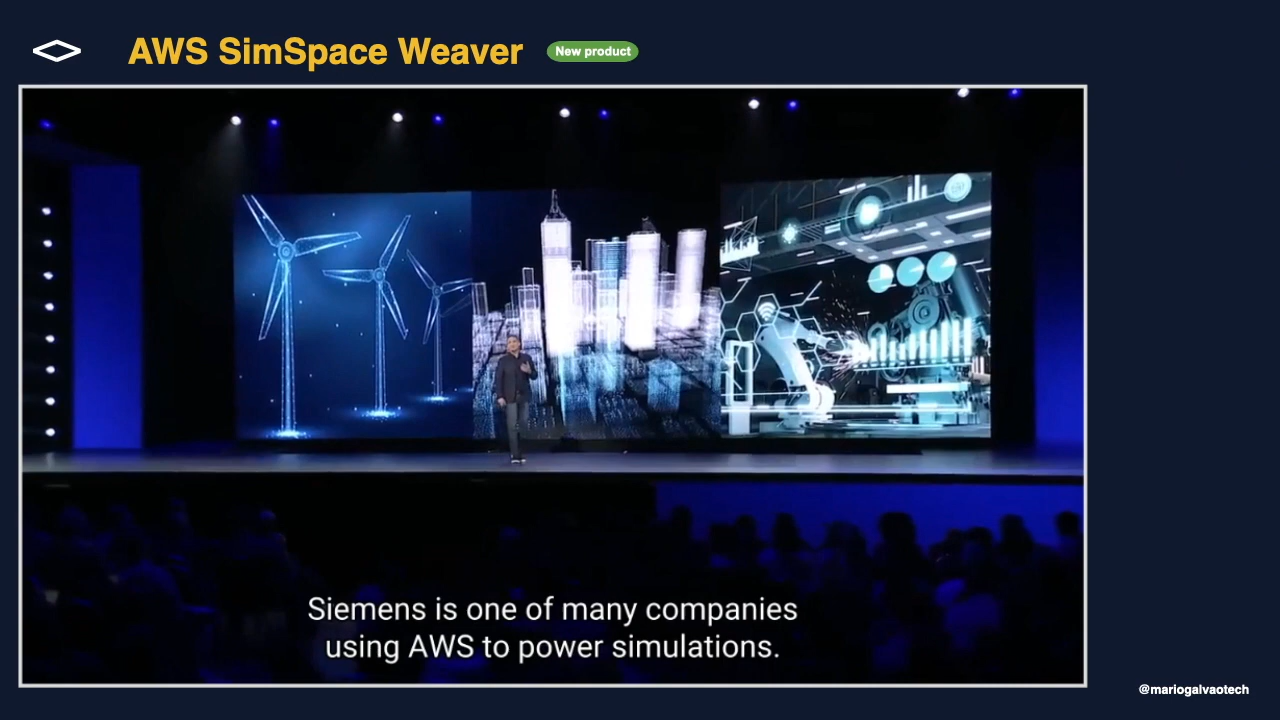 AWS SimSpace Weaver
New product
Siemens is one of many companies
using AWS to power simulations.
@mariogalvaotech